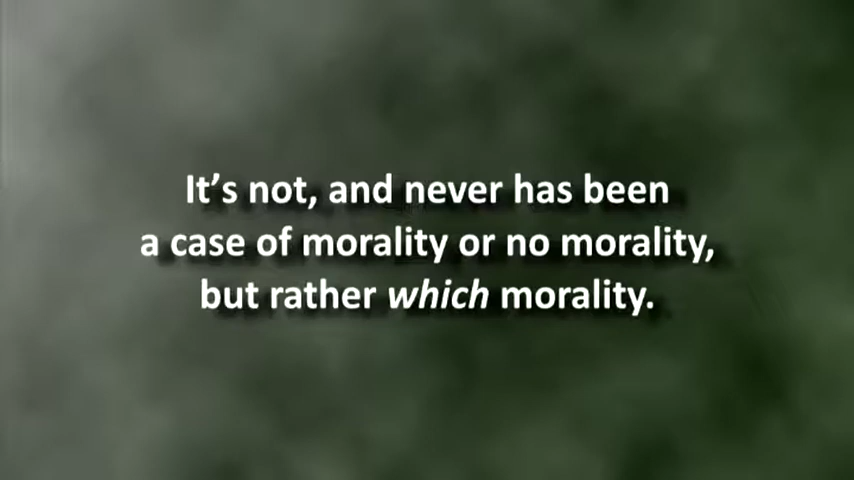 It’s not, and never has been
a case of morality or no morality,
but rather which morality.